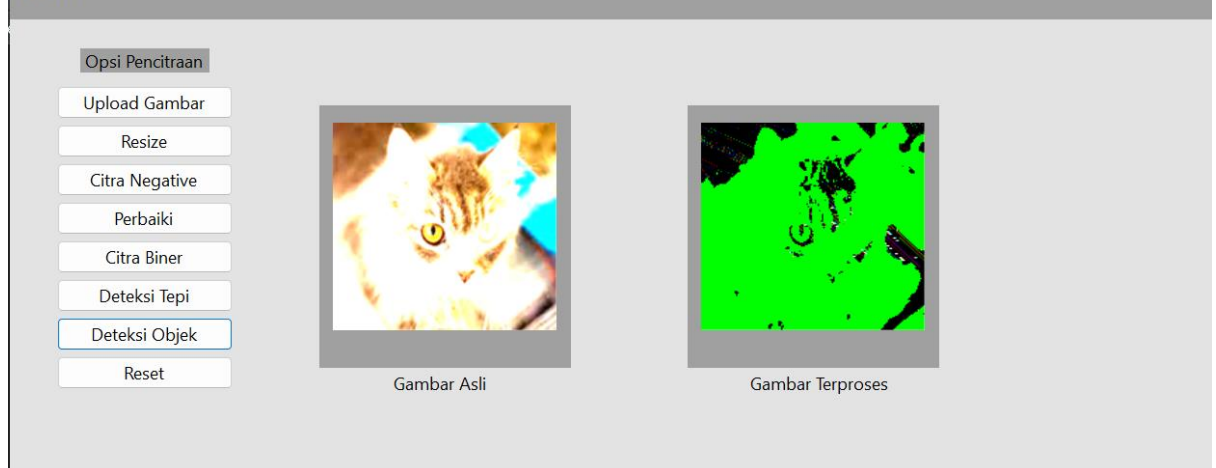 Opsi Pencitraan
Upload Gambar
Resize
Citra Negative
Perbaiki
Citra Biner
Deteksi Tepi
Deteksi Objek
Reset
Gambar Asli
Gambar Terproses